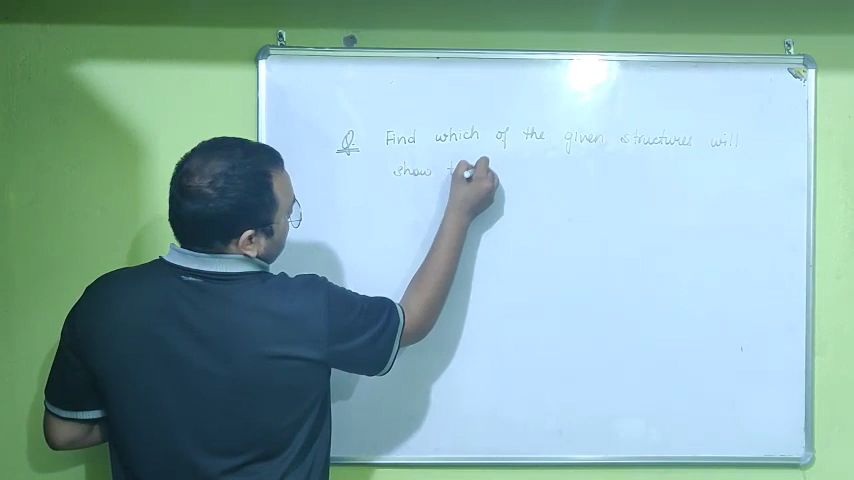 Q. Find which of the given structures will
show